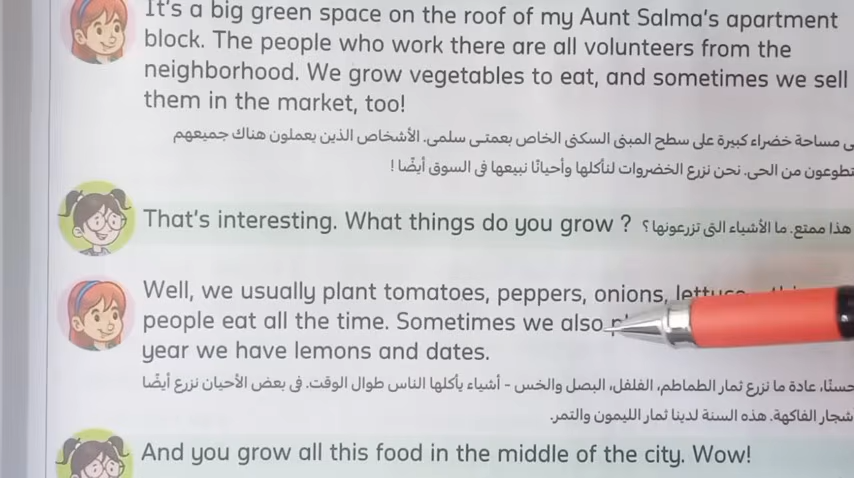 It's a big green space on the roof of my Aunt Salma's apartment
block. The people who work there are all volunteers from the
neighborhood. We grow vegetables to eat, and sometimes we sell
them in the market, too!
مساحة خضراء كبيرة على سطح المبنى السكنى الخاص بعمتى سلمى. الأشخاص الذين يعملون هناك جميعهم
من الحى. نحن نزرع الخضروات لنأكلها وأحيانًا نبيعها فى السوق أيضًا !
That's interesting. What things do you grow ? هذا ممتع. ما الأشياء التى تزرعونها ؟
Well, we usually plant tomatoes, peppers, onions,
people eat all the time. Sometimes we also
year we have lemons and dates.
حسنًا، عادة ما نزرع ثمار الطماطم، الفلفل، البصل والخس - أشياء يأكلها الناس طوال الوقت. فى بعض الأحيان نزرع أيضًا
الفاكهة. هذه السنة لدينا ثمار الليمون والتمر.
And you grow all this food in the middle of the city. Wow!